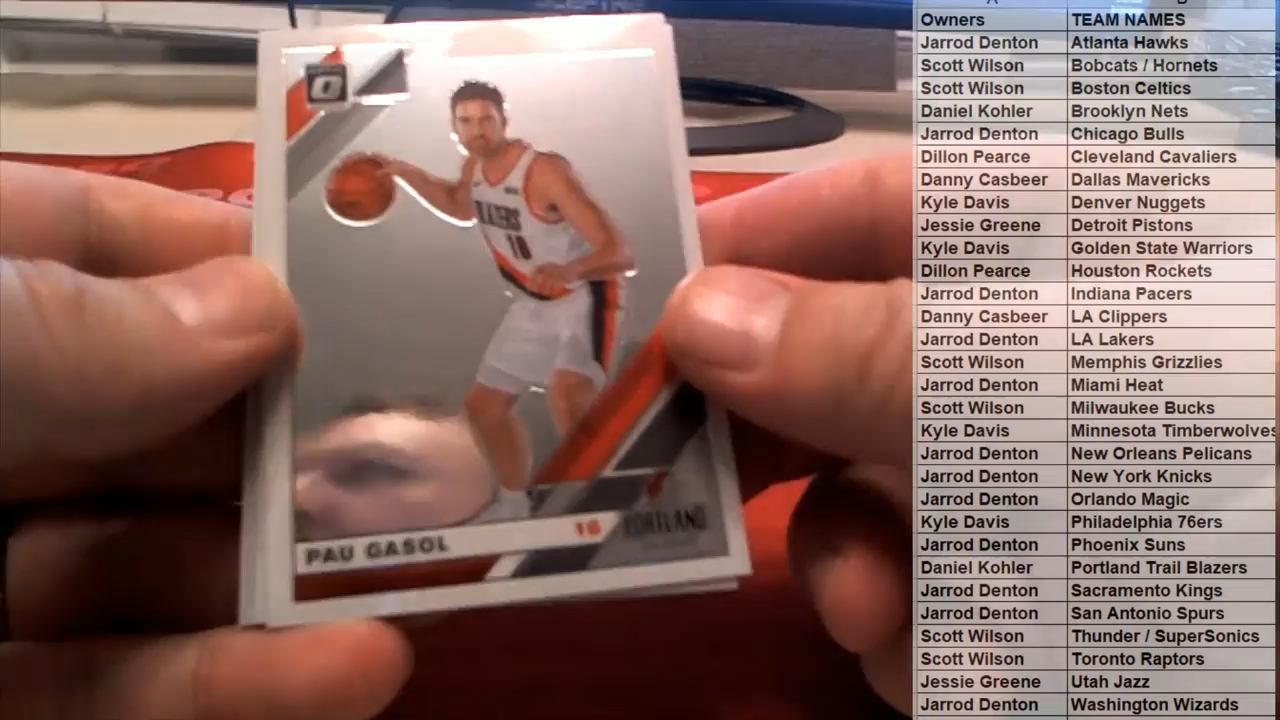 Owners TEAM NAMES
Jarrod Denton Atlanta Hawks
Scott Wilson Bobcats / Hornets
Scott Wilson Boston Celtics
Daniel Kohler Brooklyn Nets
Jarrod Denton Chicago Bulls
Dillon Pearce Cleveland Cavaliers
Danny Casbeer Dallas Mavericks
Kyle Davis Denver Nuggets
Jessie Greene Detroit Pistons
Kyle Davis Golden State Warriors
Dillon Pearce Houston Rockets
Jarrod Denton Indiana Pacers
Danny Casbeer LA Clippers
Jarrod Denton LA Lakers
Scott Wilson Memphis Grizzlies
Jarrod Denton Miami Heat
Scott Wilson Milwaukee Bucks
Kyle Davis Minnesota Timberwolves
Jarrod Denton New Orleans Pelicans
Jarrod Denton New York Knicks
Jarrod Denton Orlando Magic
Kyle Davis Philadelphia 76ers
Jarrod Denton Phoenix Suns
Daniel Kohler Portland Trail Blazers
Jarrod Denton Sacramento Kings
Jarrod Denton San Antonio Spurs
Scott Wilson Thunder / SuperSonics
Scott Wilson Toronto Raptors
Jessie Greene Utah Jazz
Jarrod Denton Washington Wizards
PAU GASOL 16 PORTLAND